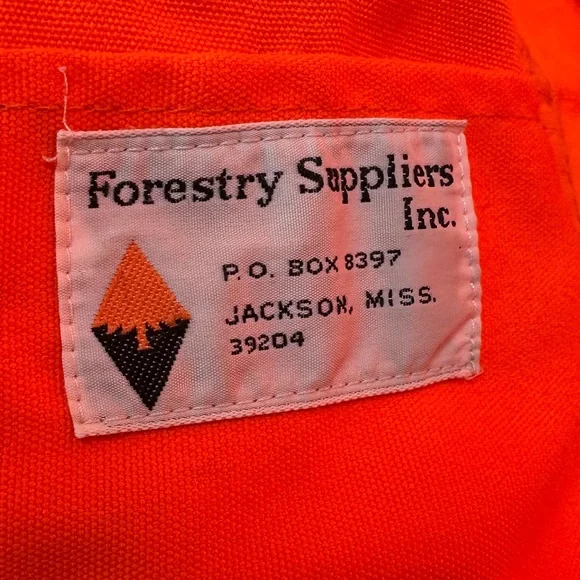 Forestry Suppliers
Inc.
P.O. BOX 8397
JACKSON, MISS.
39204